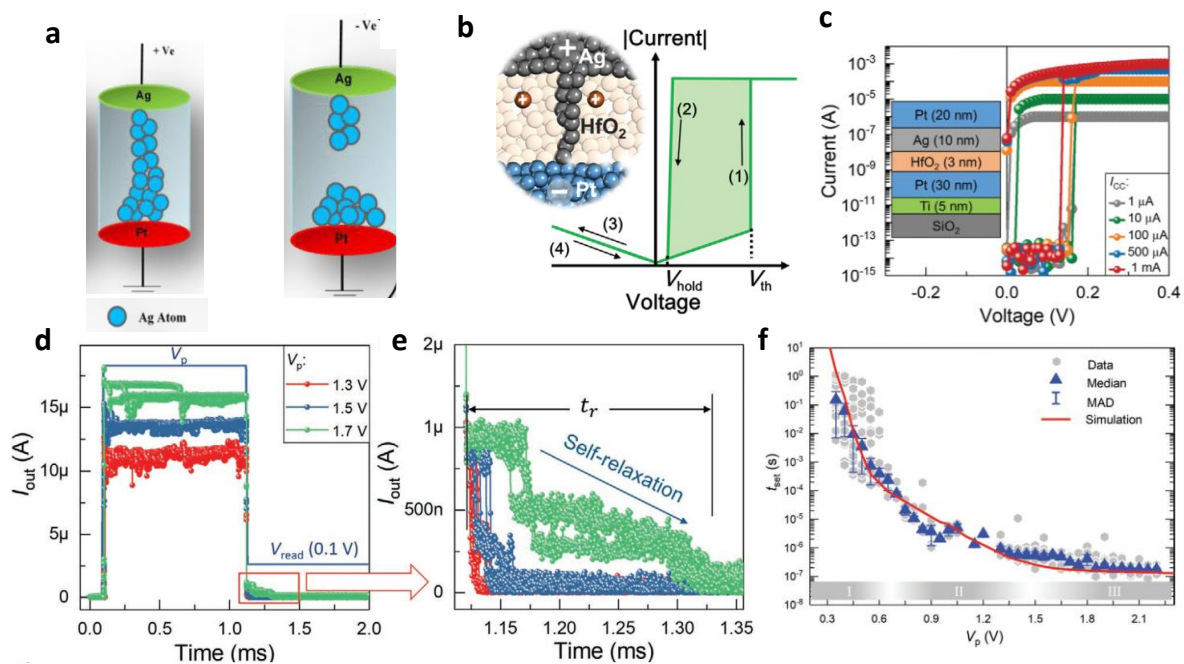 a
+ Ve
Ag
Pt
- Ve
Ag
Pt
Ag Atom
b
|Current|
+ Ag
+ +
HfO₂
Pt
−
(1)
(2)
(3)
(4)
Vhold
Vth
Voltage
c
Current (A)
10⁻³
10⁻⁵
10⁻⁷
10⁻⁹
10⁻¹¹
10⁻¹³
10⁻¹⁵
Pt (20 nm)
Ag (10 nm)
HfO₂ (3 nm)
Pt (30 nm)
Ti (5 nm)
SiO₂
ICC:
1 μA
10 μA
100 μA
500 μA
1 mA
-0.2 0.0 0.2 0.4
Voltage (V)
d
Vp
Vp:
1.3 V
1.5 V
1.7 V
Iout (A)
15μ
10μ
5μ
0
Vread (0.1 V)
0.0 0.5 1.0 1.5 2.0
Time (ms)
e
Iout (A)
2μ
1μ
500n
0
tr
Self-relaxation
1.15 1.20 1.25 1.30 1.35
Time (ms)
f
tset (s)
10¹
10⁰
10⁻¹
10⁻²
10⁻³
10⁻⁴
10⁻⁵
10⁻⁶
10⁻⁷
10⁻⁸
Data
Median
MAD
Simulation
I II III
0.3 0.6 0.9 1.2 1.5 1.8 2.1
Vp (V)